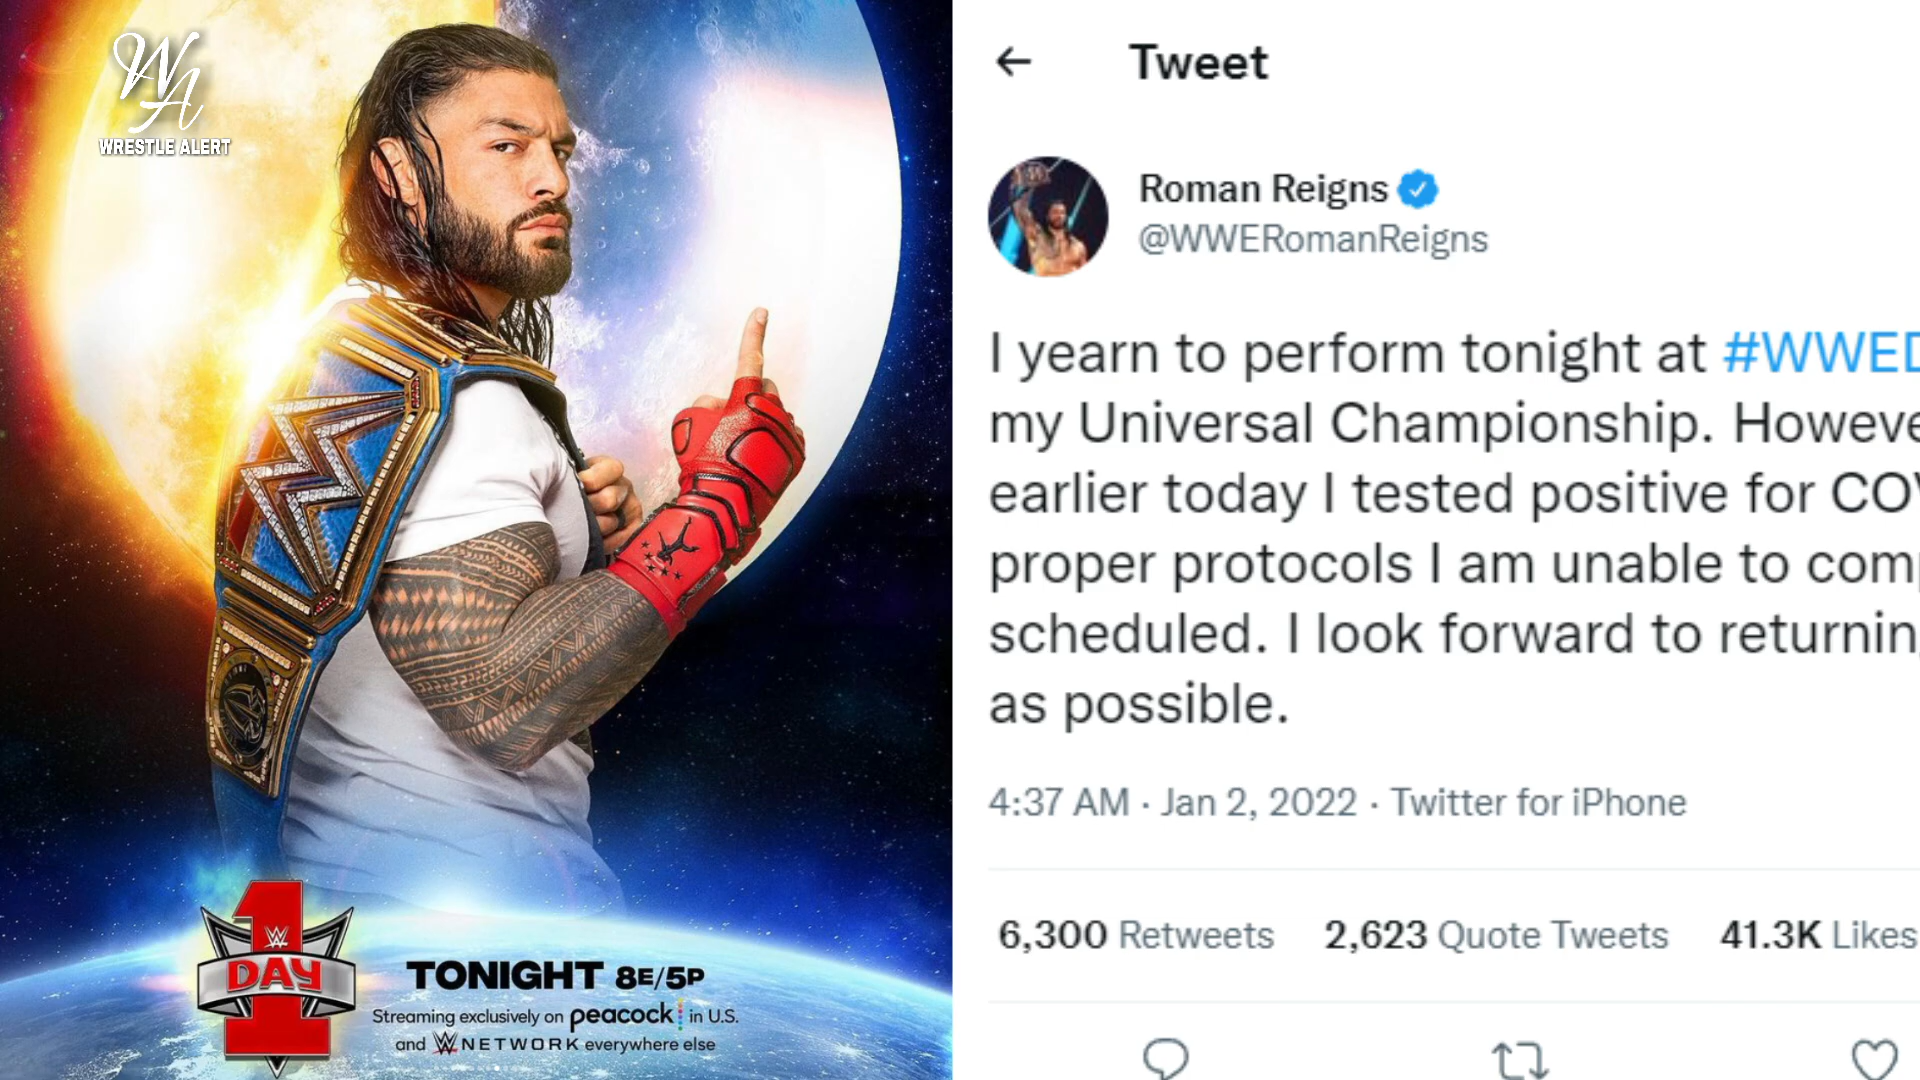 WA
WRESTLE ALERT
W
DAY
1
TONIGHT 8E/5P
Streaming exclusively on peacock in U.S.
and W NETWORK everywhere else
Tweet
Roman Reigns
@WWERomanReigns
I yearn to perform tonight at #WWED
my Universal Championship. Howeve
earlier today I tested positive for COV
proper protocols I am unable to comp
scheduled. I look forward to returnin
as possible.
4:37 AM · Jan 2, 2022 · Twitter for iPhone
6,300 Retweets 2,623 Quote Tweets 41.3K Likes